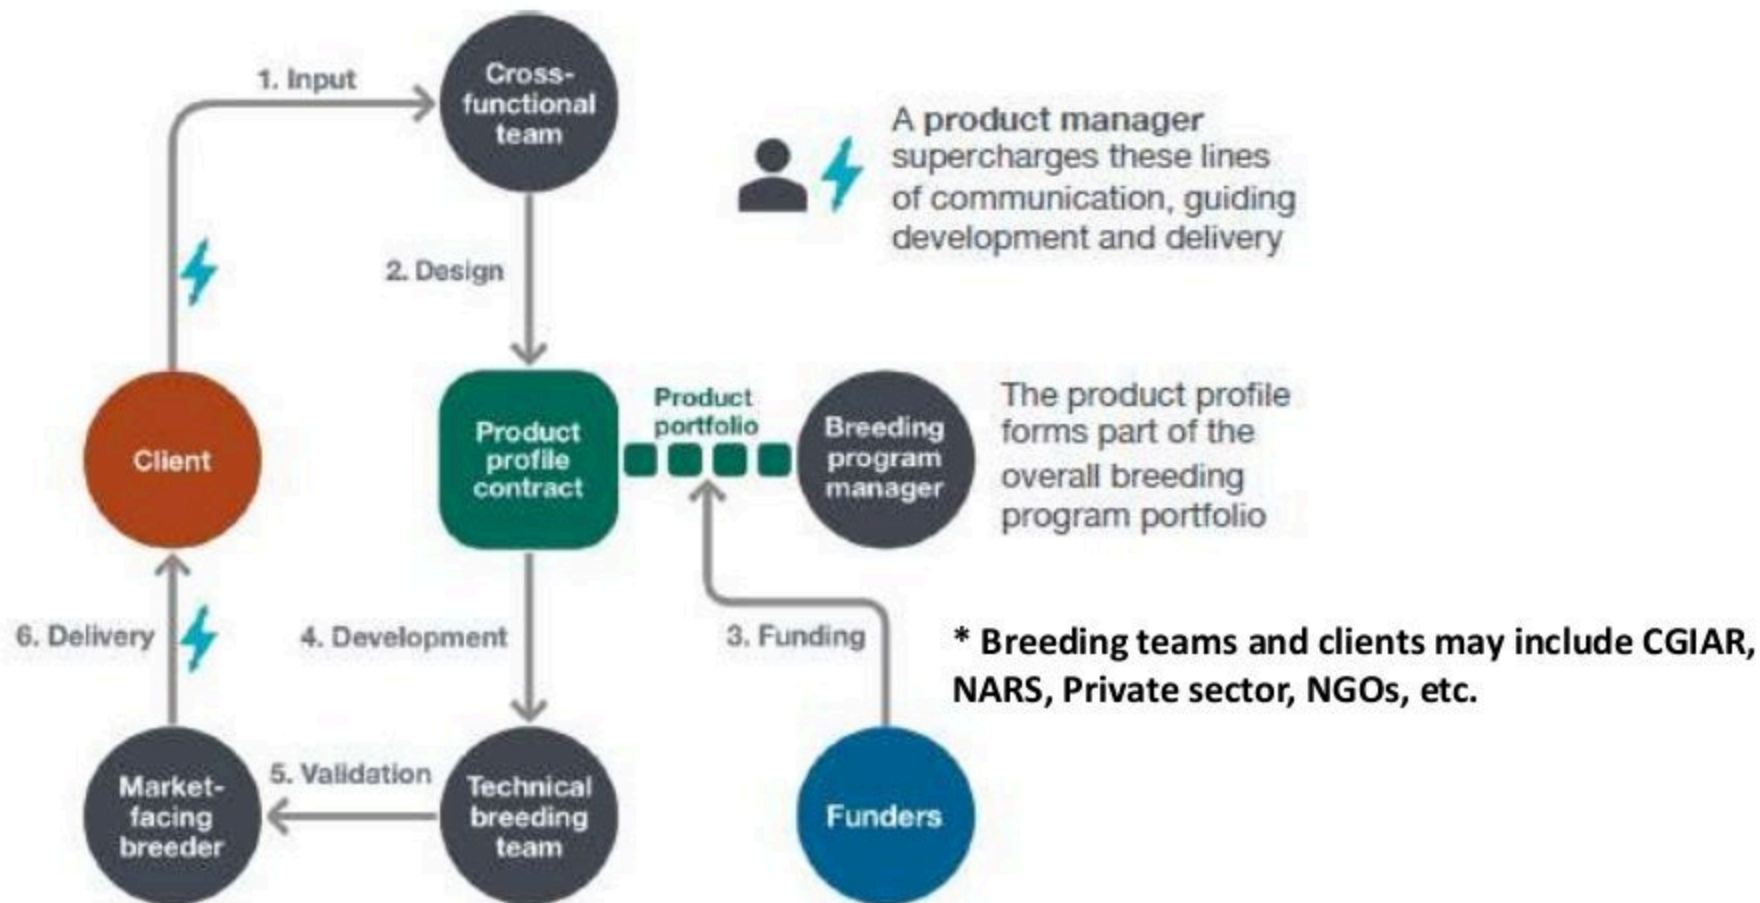 1. Input
Cross-
functional
team
A product manager
supercharges these lines
of communication, guiding
development and delivery
2. Design
Client
Product
profile
contract
Product
portfolio
Breeding
program
manager
The product profile
forms part of the
overall breeding
program portfolio
6. Delivery
4. Development
3. Funding
* Breeding teams and clients may include CGIAR,
NARS, Private sector, NGOs, etc.
Market-
facing
breeder
5. Validation
Technical
breeding
team
Funders